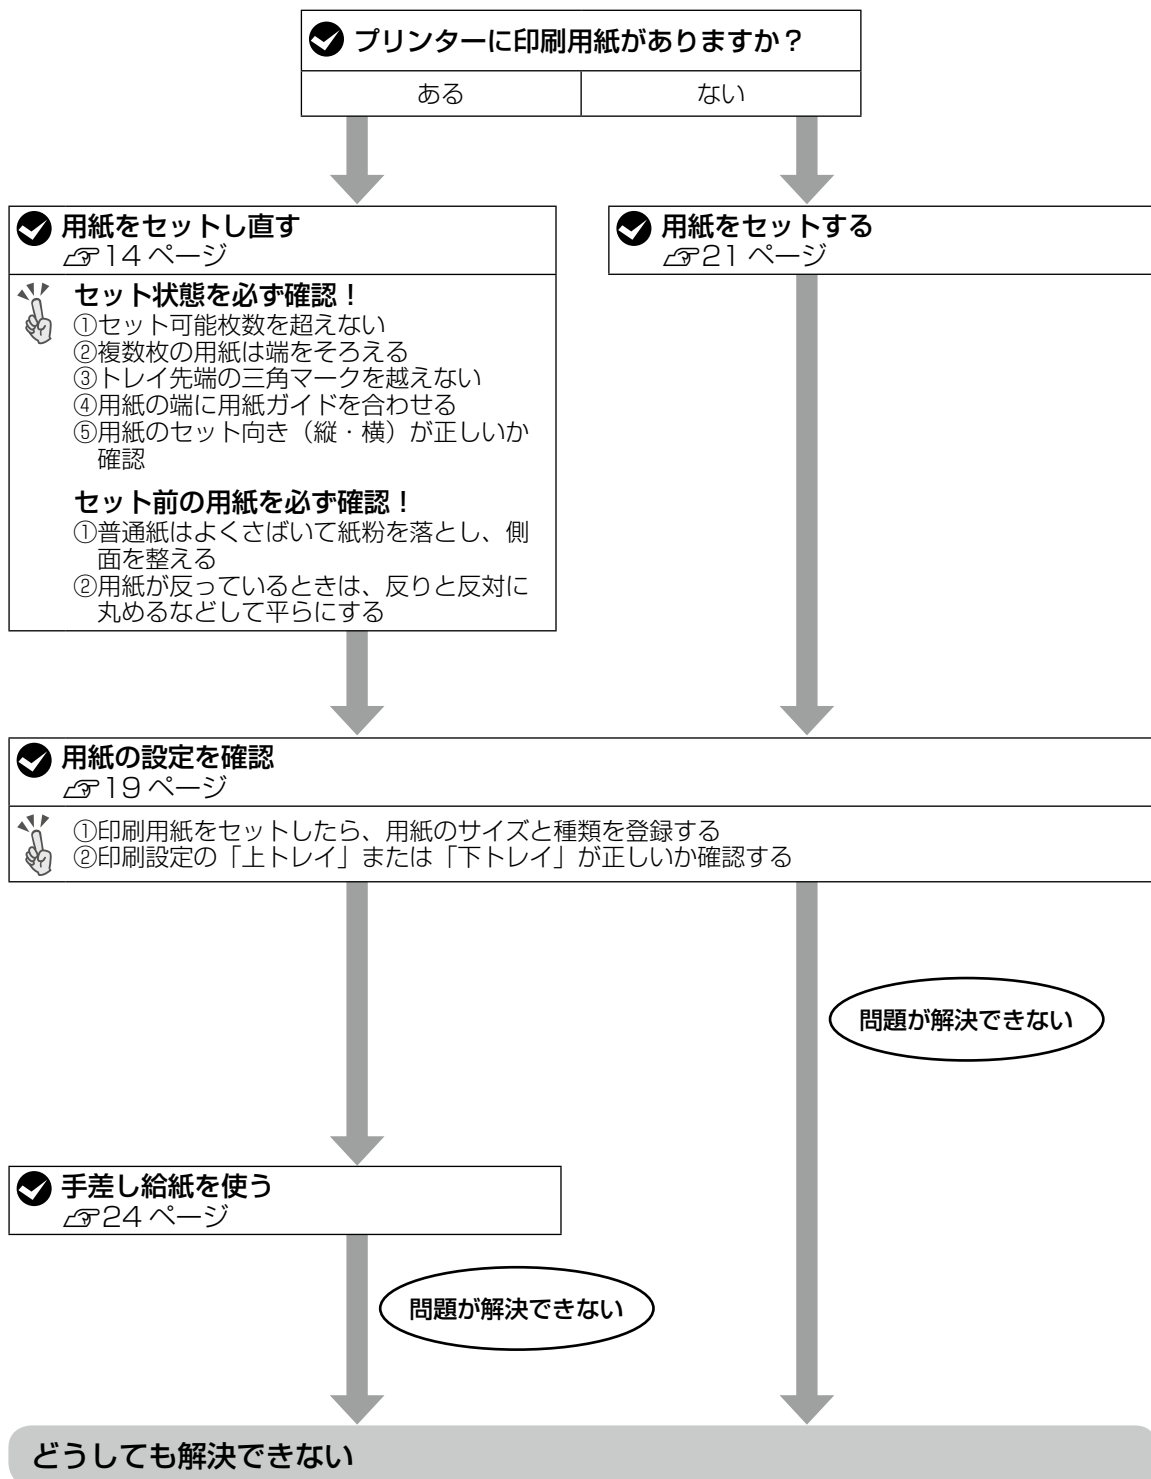 プリンターに印刷用紙がありますか？
ある
ない
用紙をセットし直す
14 ページ
用紙をセットする
21 ページ
セット状態を必ず確認！
①セット可能枚数を超えない
②複数枚の用紙は端をそろえる
③トレイ先端の三角マークを越えない
④用紙の端に用紙ガイドを合わせる
⑤用紙のセット向き（縦・横）が正しいか
確認
セット前の用紙を必ず確認！
①普通紙はよくさばいて紙粉を落とし、側
面を整える
②用紙が反っているときは、反りと反対に
丸めるなどして平らにする
用紙の設定を確認
19 ページ
①印刷用紙をセットしたら、用紙のサイズと種類を登録する
②印刷設定の「上トレイ」または「下トレイ」が正しいか確認する
問題が解決できない
手差し給紙を使う
24 ページ
問題が解決できない
どうしても解決できない